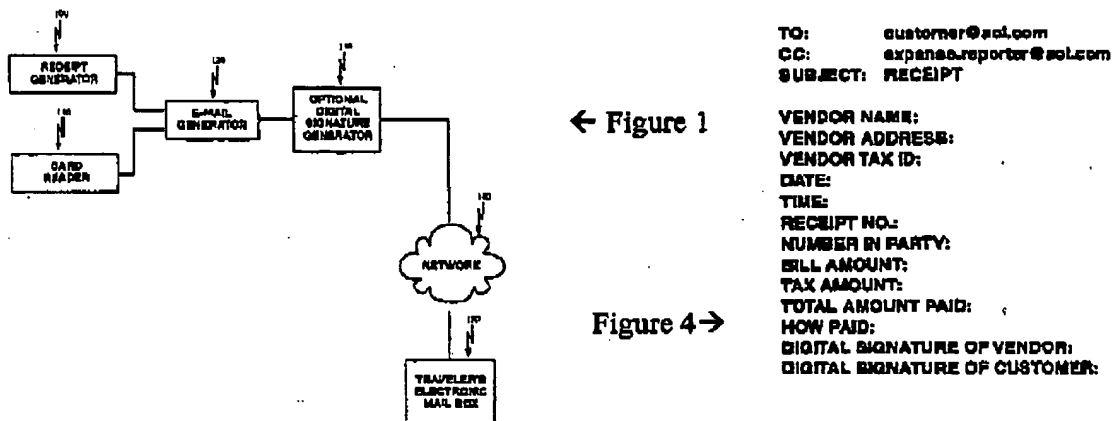 RECEIPT
GENERATOR
CARD
READER
E-MAIL
GENERATOR
OPTIONAL
DIGITAL
SIGNATURE
GENERATOR
NETWORK
TRAVELER'S
ELECTRONIC
MAIL BOX
← Figure 1
Figure 4→
TO: customer@aol.com
CC: expense.reporter@aol.com
SUBJECT: RECEIPT
VENDOR NAME:
VENDOR ADDRESS:
VENDOR TAX ID:
DATE:
TIME:
RECEIPT NO.:
NUMBER IN PARTY:
BILL AMOUNT:
TAX AMOUNT:
TOTAL AMOUNT PAID:
HOW PAID:
DIGITAL SIGNATURE OF VENDOR:
DIGITAL SIGNATURE OF CUSTOMER: